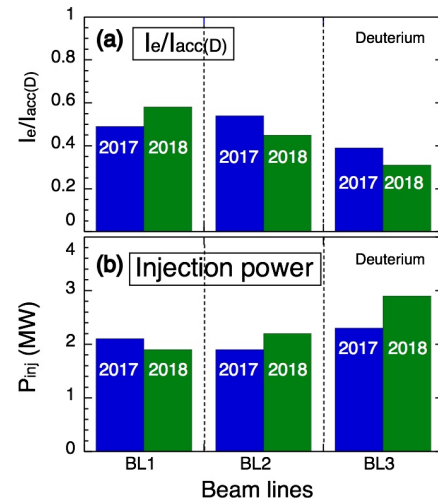 1
(a) Ie/Iacc(D) Deuterium
0.8
0.6
0.4
0.2
0
Ie/Iacc(D)
2017 2018 2017 2018 2017 2018
4
(b) Injection power Deuterium
3
2
1
0
Pinj (MW)
2017 2018 2017 2018 2017 2018
BL1 BL2 BL3
Beam lines